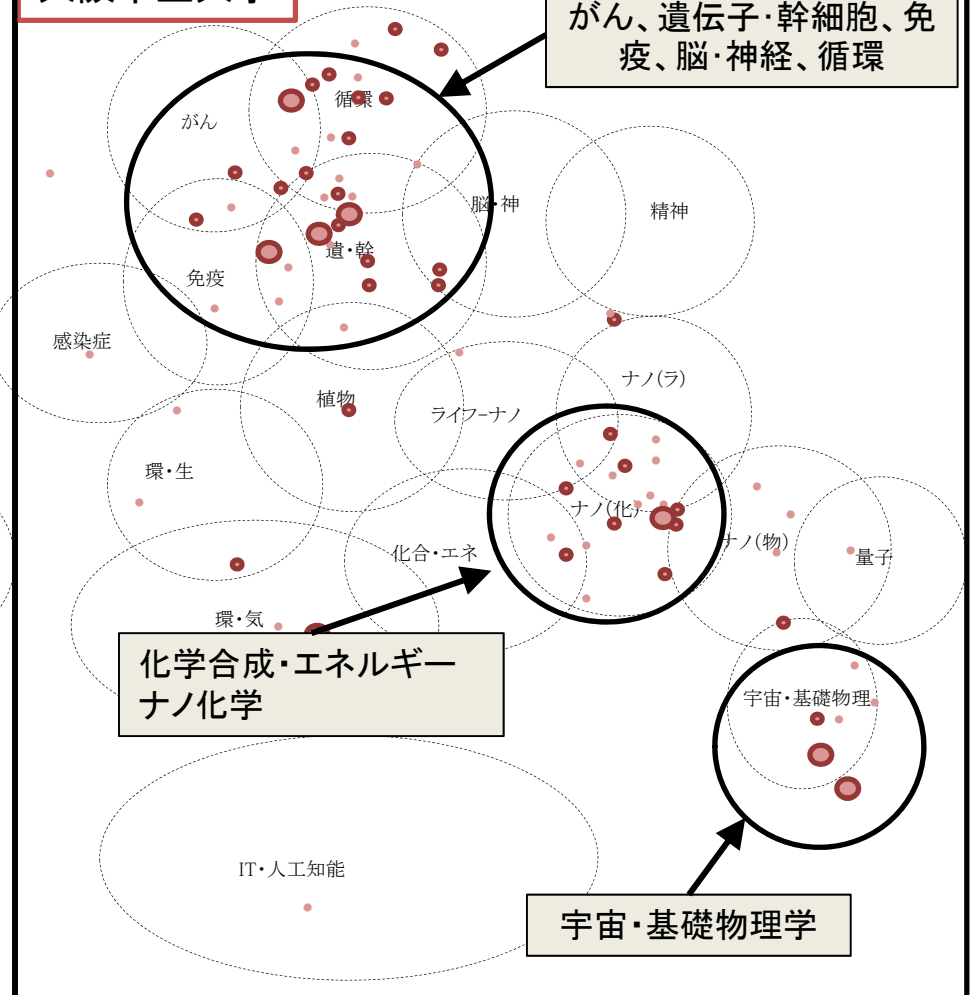 がん、遺伝子・幹細胞、免
疫、脳・神経、循環
循環
がん
脳・神
精神
遺・幹
免疫
感染症
ナノ(ラ)
植物
ライフ-ナノ
環・生
ナノ(化)
ナノ(物)
化合・エネ
量子
環・気
化学合成・エネルギー
ナノ化学
宇宙・基礎物理
IT・人工知能
宇宙・基礎物理学